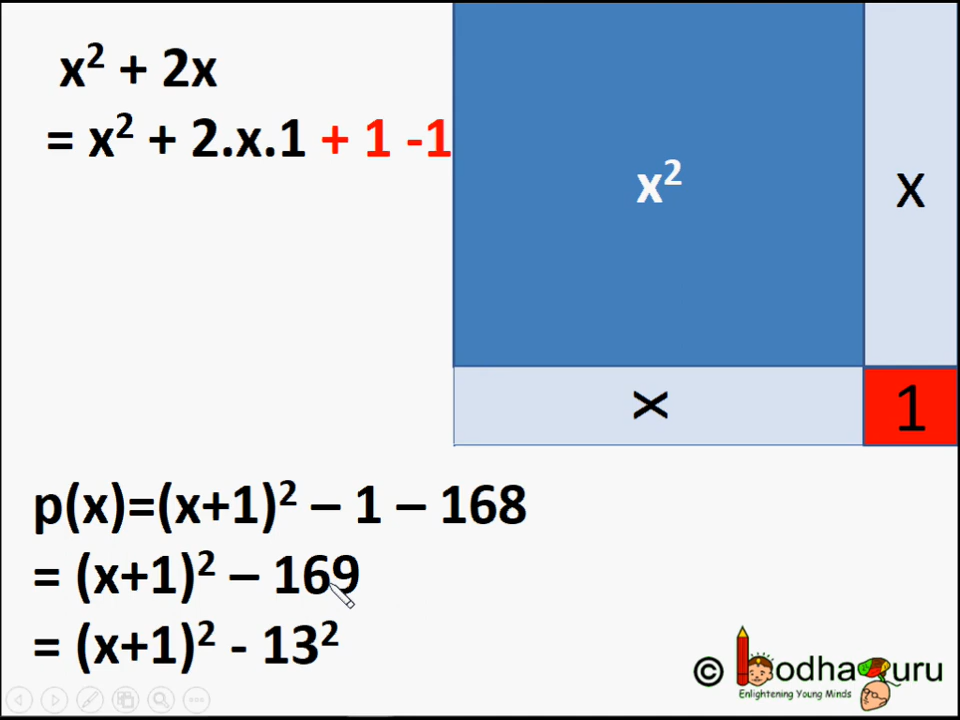 x² + 2x
= x² + 2.x.1 + 1 -1
x²
x
x
1
p(x)=(x+1)² – 1 – 168
= (x+1)² – 169
= (x+1)² - 13²
© BodhaGuru
Enlightening Young Minds